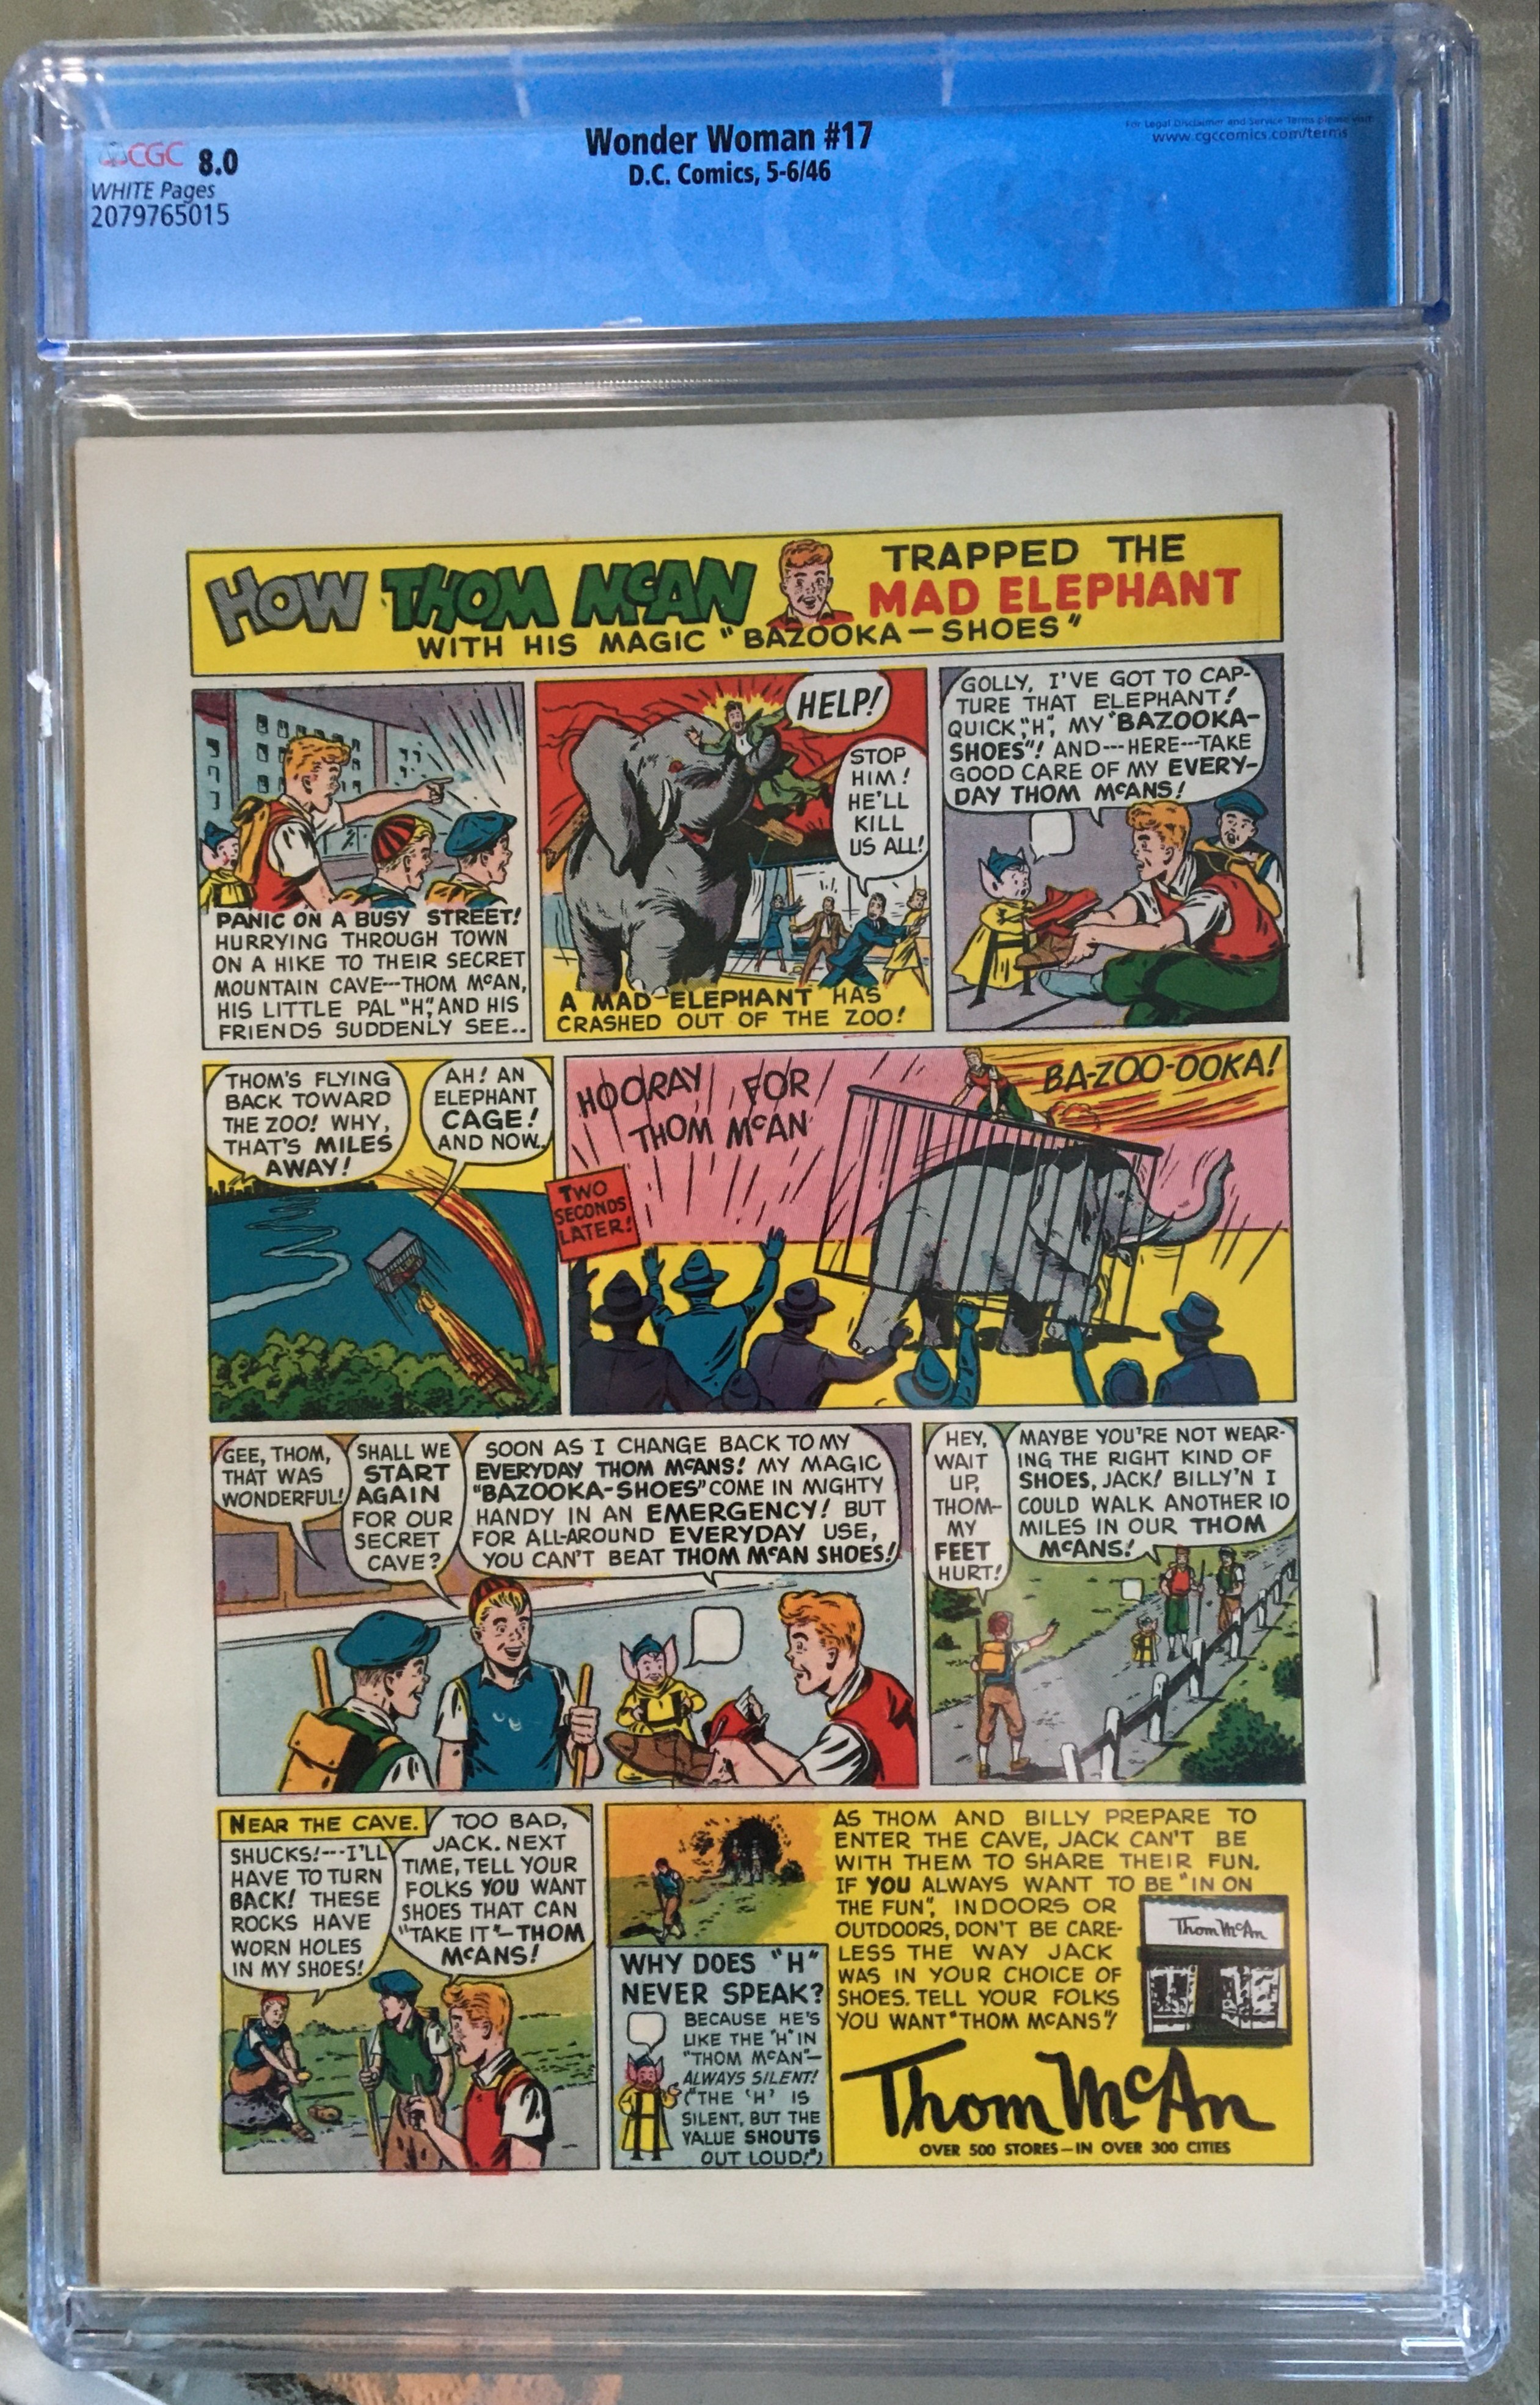 CGC 8.0
WHITE Pages
2079765015
Wonder Woman #17
D.C. Comics, 5-6/46
For Legal Disclaimer and Service Terms please visit
www.cgccomics.com/terms
CGC
HOW THOM McAN
TRAPPED THE
MAD ELEPHANT
WITH HIS MAGIC "BAZOOKA-SHOES"
PANIC ON A BUSY STREET!
HURRYING THROUGH TOWN
ON A HIKE TO THEIR SECRET
MOUNTAIN CAVE---THOM McAN,
HIS LITTLE PAL "H", AND HIS
FRIENDS SUDDENLY SEE..
HELP!
STOP
HIM!
HE'LL
KILL
US ALL!
A MAD ELEPHANT HAS
CRASHED OUT OF THE ZOO!
GOLLY, I'VE GOT TO CAP-
TURE THAT ELEPHANT!
QUICK, "H", MY "BAZOOKA-
SHOES"! AND---HERE---TAKE
GOOD CARE OF MY EVERY-
DAY THOM McANS!
THOM'S FLYING
BACK TOWARD
THE ZOO! WHY,
THAT'S MILES
AWAY!
AH! AN
ELEPHANT
CAGE!
AND NOW..
TWO
SECONDS
LATER!
HOORAY FOR
THOM McAN
BA-ZOO-OOKA!
GEE, THOM,
THAT WAS
WONDERFUL!
SHALL WE
START
AGAIN
FOR OUR
SECRET
CAVE?
SOON AS I CHANGE BACK TO MY
EVERYDAY THOM McANS! MY MAGIC
"BAZOOKA-SHOES" COME IN MIGHTY
HANDY IN AN EMERGENCY! BUT
FOR ALL-AROUND EVERYDAY USE,
YOU CAN'T BEAT THOM McAN SHOES!
HEY,
WAIT
UP,
THOM-
MY
FEET
HURT!
MAYBE YOU'RE NOT WEAR-
ING THE RIGHT KIND OF
SHOES, JACK! BILLY'N I
COULD WALK ANOTHER 10
MILES IN OUR THOM
McANS!
NEAR THE CAVE.
SHUCKS!---I'LL
HAVE TO TURN
BACK! THESE
ROCKS HAVE
WORN HOLES
IN MY SHOES!
TOO BAD,
JACK. NEXT
TIME, TELL YOUR
FOLKS YOU WANT
SHOES THAT CAN
"TAKE IT"-THOM
McANS!
WHY DOES "H"
NEVER SPEAK?
BECAUSE HE'S
LIKE THE "H" IN
"THOM McAN"-
ALWAYS SILENT!
("THE 'H' IS
SILENT, BUT THE
VALUE SHOUTS
OUT LOUD!")
H
AS THOM AND BILLY PREPARE TO
ENTER THE CAVE, JACK CAN'T BE
WITH THEM TO SHARE THEIR FUN.
IF YOU ALWAYS WANT TO BE "IN ON
THE FUN", INDOORS OR
OUTDOORS, DON'T BE CARE-
LESS THE WAY JACK
WAS IN YOUR CHOICE OF
SHOES. TELL YOUR FOLKS
YOU WANT "THOM McANS"!
Thom McAn
Thom McAn
OVER 500 STORES-IN OVER 300 CITIES